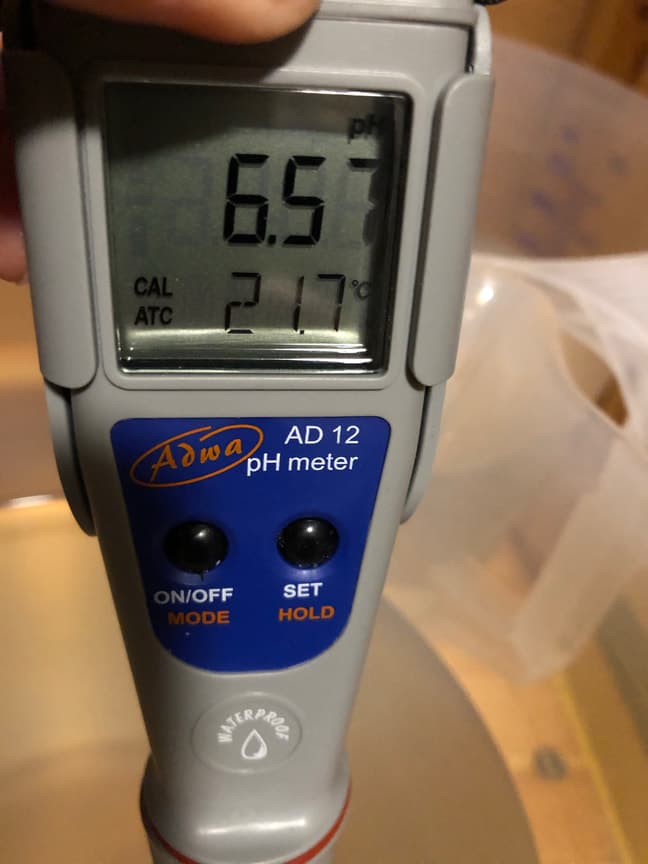 pH
6.57
CAL
ATC
21.7 °C
Adwa
AD 12
pH meter
ON/OFF
SET
MODE
HOLD
WATERPROOF